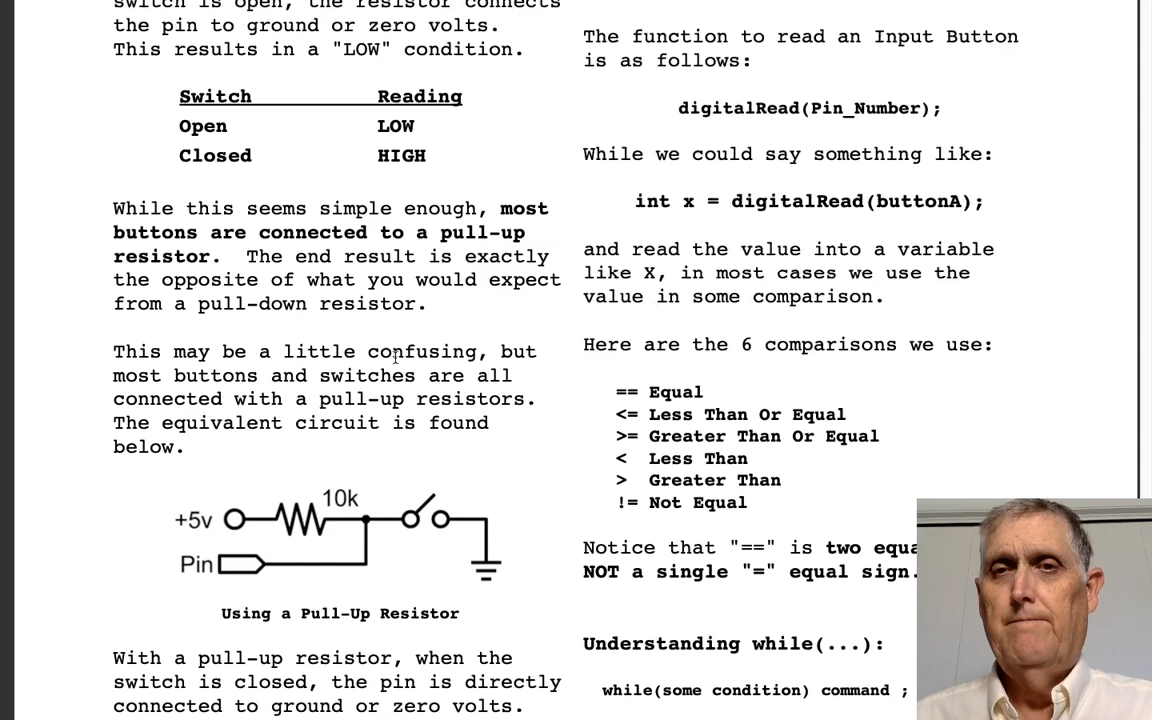 switch is open, the resistor connects
the pin to ground or zero volts.
This results in a "LOW" condition.
Switch Reading
Open LOW
Closed HIGH
While this seems simple enough, most
buttons are connected to a pull-up
resistor. The end result is exactly
the opposite of what you would expect
from a pull-down resistor.
This may be a little confusing, but
most buttons and switches are all
connected with a pull-up resistors.
The equivalent circuit is found
below.
10k
+5v
Pin
Using a Pull-Up Resistor
With a pull-up resistor, when the
switch is closed, the pin is directly
connected to ground or zero volts.
The function to read an Input Button
is as follows:
digitalRead(Pin_Number);
While we could say something like:
int x = digitalRead(buttonA);
and read the value into a variable
like X, in most cases we use the
value in some comparison.
Here are the 6 comparisons we use:
== Equal
<= Less Than Or Equal
>= Greater Than Or Equal
< Less Than
> Greater Than
!= Not Equal
Notice that "==" is two equa
NOT a single "=" equal sign.
Understanding while(...):
while(some condition) command ;